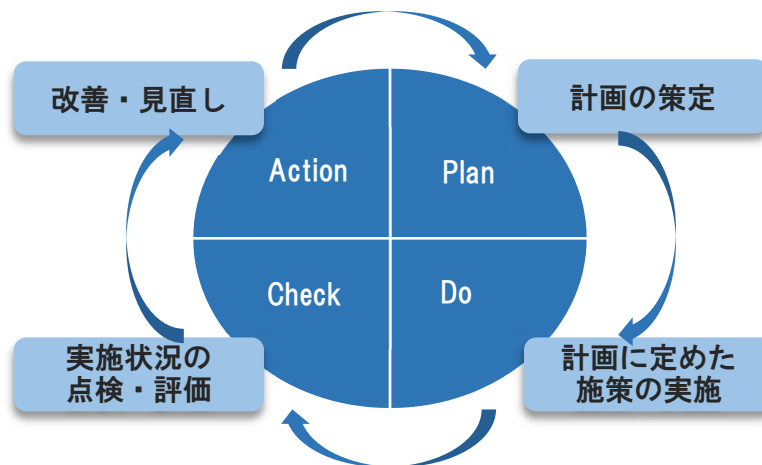 改善・見直し
計画の策定
Action
Plan
Check
Do
実施状況の
点検・評価
計画に定めた
施策の実施